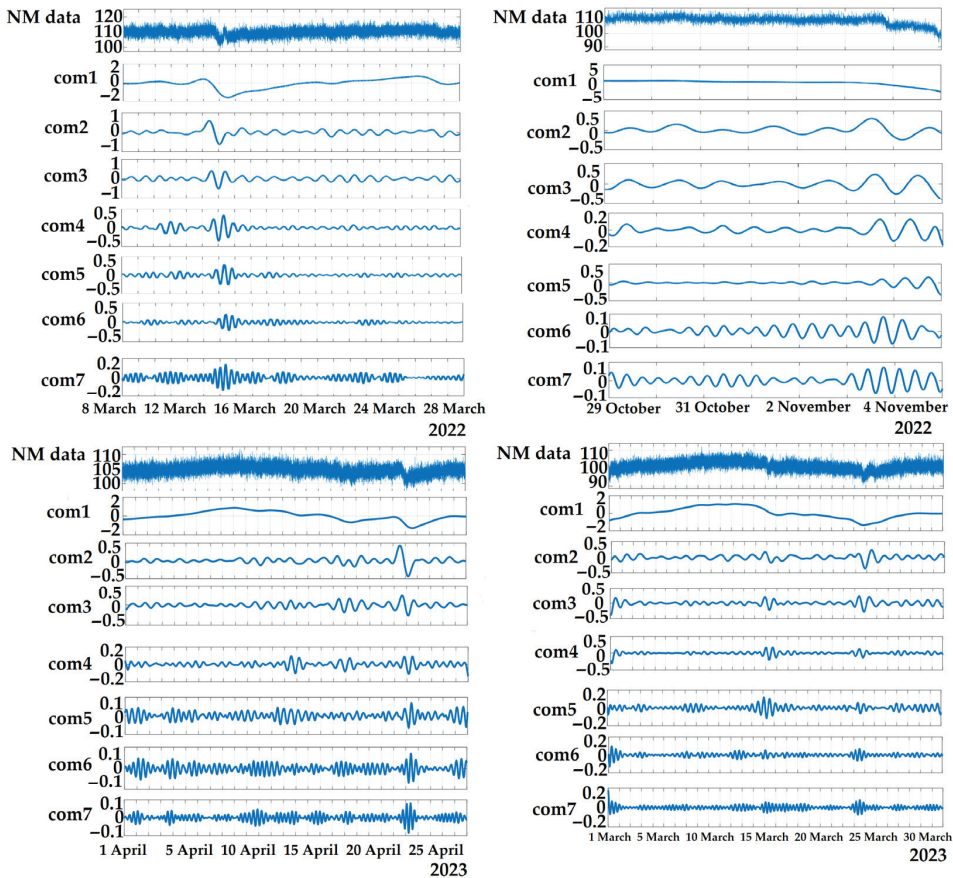 NM data 120 110 100
com1 2 0 −2
com2 1 0 −1
com3 1 0 −1
com4 0.5 0 −0.5
com5 0.5 0 −0.5
com6 0.5 0 −0.5
com7 0.2 0 −0.2
8 March 12 March 16 March 20 March 24 March 28 March
2022
NM data 110 100 90
com1 5 0 −5
com2 0.5 0 −0.5
com3 0.5 0 −0.5
com4 0.2 0 −0.2
com5 0.5 0 −0.5
com6 0.1 0 −0.1
com7 0.1 0 −0.1
29 October 31 October 2 November 4 November
2022
NM data 110 105 100
com1 2 0 −2
com2 0.5 0 −0.5
com3 0.5 0 −0.5
com4 0.2 0 −0.2
com5 0.1 0 −0.1
com6 0.1 0 −0.1
com7 0.1 0 0.1
1 April 5 April 10 April 15 April 20 April 25 April
2023
NM data 110 100 90
com1 2 0 −2
com2 0.5 0 −0.5
com3 0.5 0 −0.5
com4 0.5 0 −0.5
com5 0.2 0 −0.2
com6 0.2 0 −0.2
com7 0.2 0 −0.2
1 March 5 March 10 March 15 March 20 March 25 March 30 March
2023